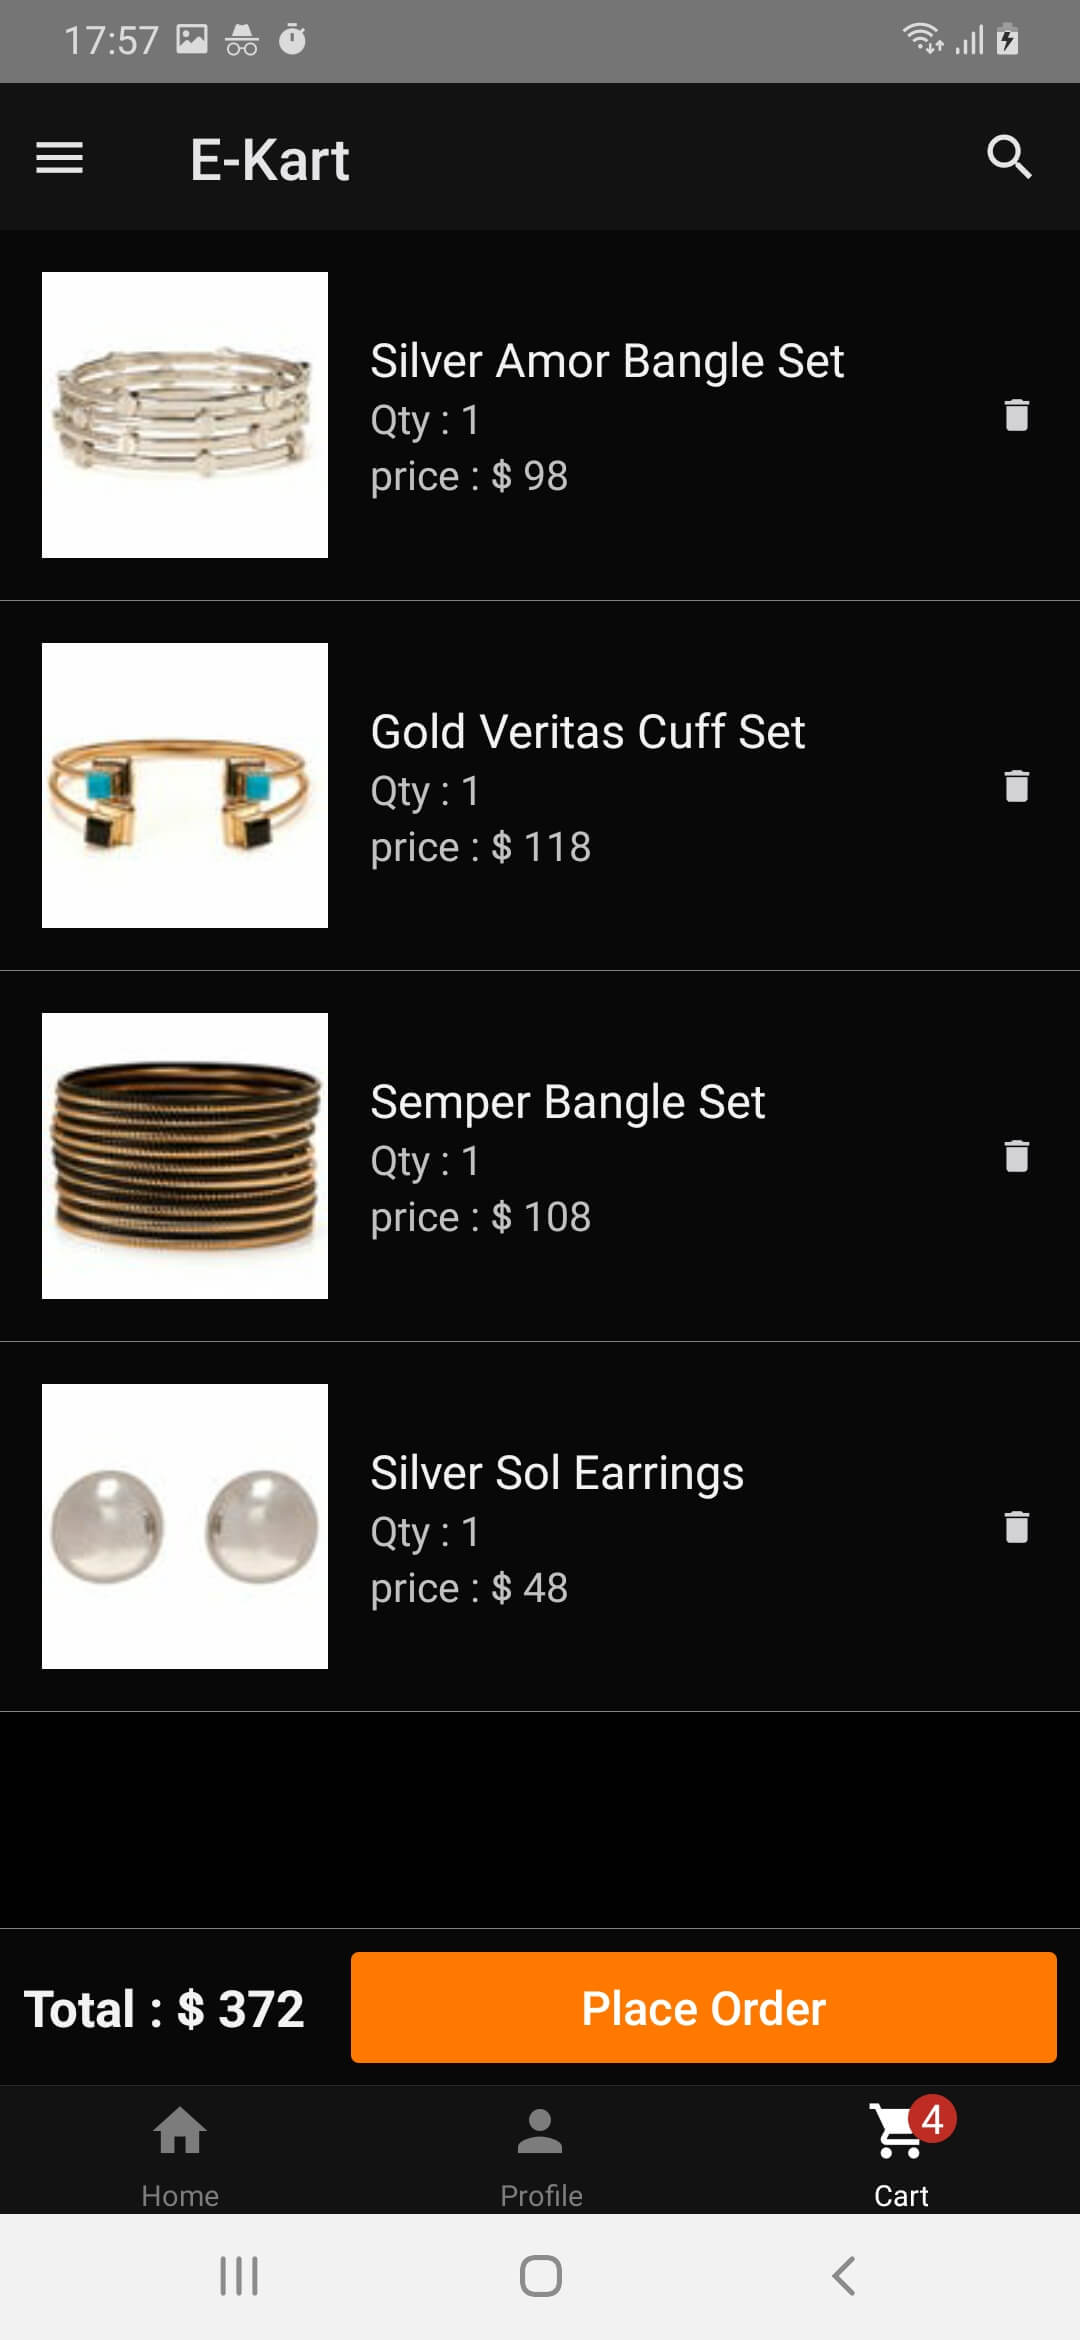 17:57
E-Kart
Silver Amor Bangle Set
Qty : 1
price : $ 98
Gold Veritas Cuff Set
Qty : 1
price : $ 118
Semper Bangle Set
Qty : 1
price : $ 108
Silver Sol Earrings
Qty : 1
price : $ 48
Total : $ 372
Place Order
4
Home
Profile
Cart